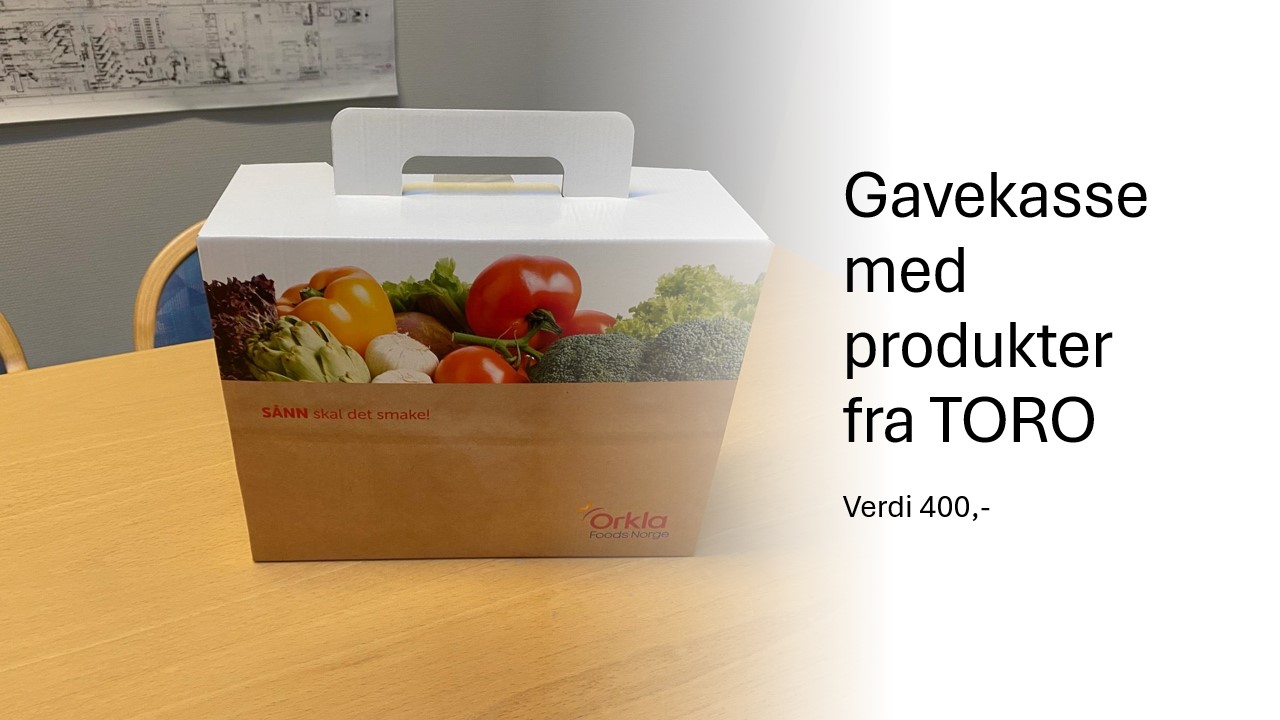 SÅNN skal det smake!
Orkla
Foods Norge
Gavekasse
med
produkter
fra TORO
Verdi 400,-